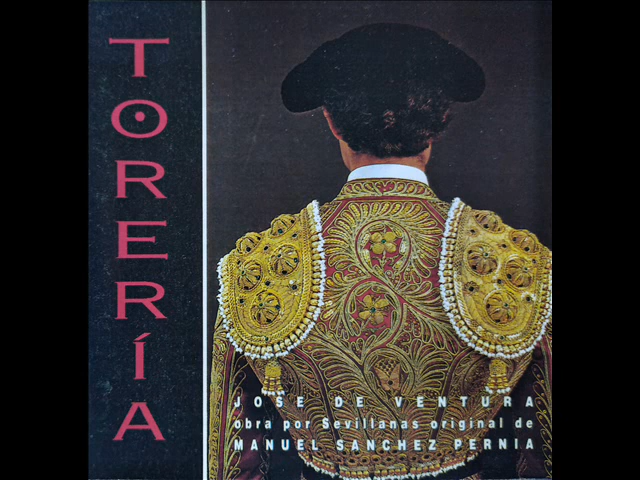 TORERÍA
JOSE DE VENTURA
obra por Sevillanas original de
MANUEL SANCHEZ PERNIA